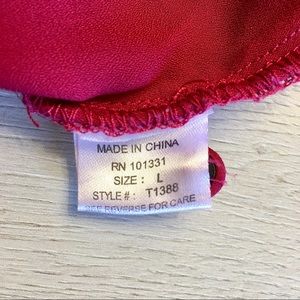 MADE IN CHINA
RN 101331
SIZE : L
STYLE# : T1388
SEE REVERSE FOR CARE